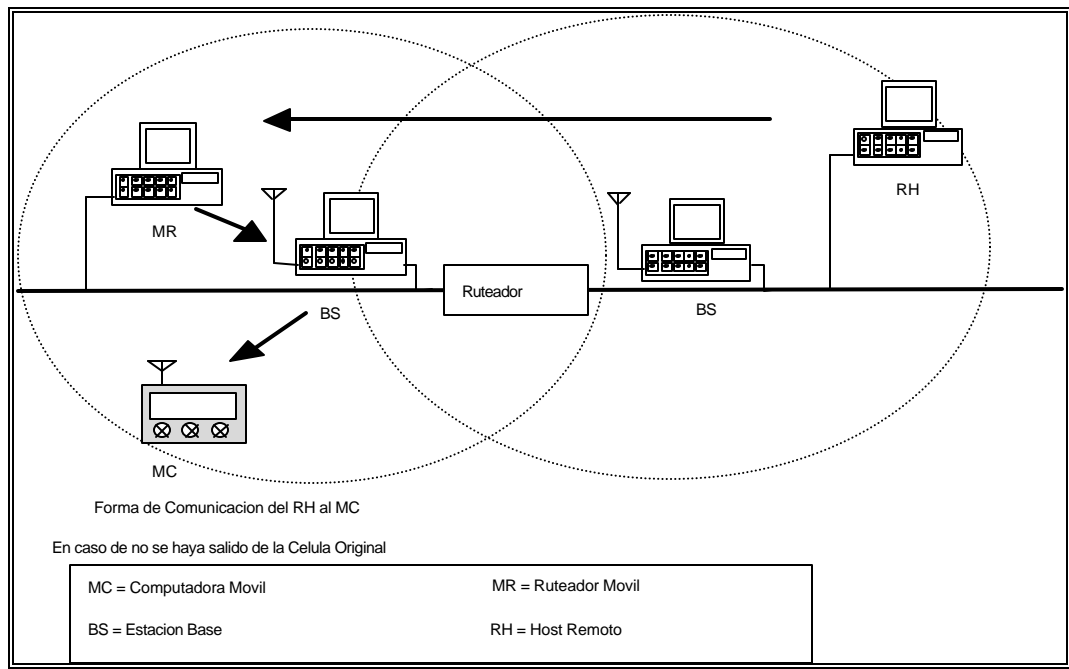 RH
MR
Ruteador
BS
BS
MC
Forma de Comunicacion del RH al MC
En caso de no se haya salido de la Celula Original
MC = Computadora Movil
MR = Ruteador Movil
BS = Estacion Base
RH = Host Remoto